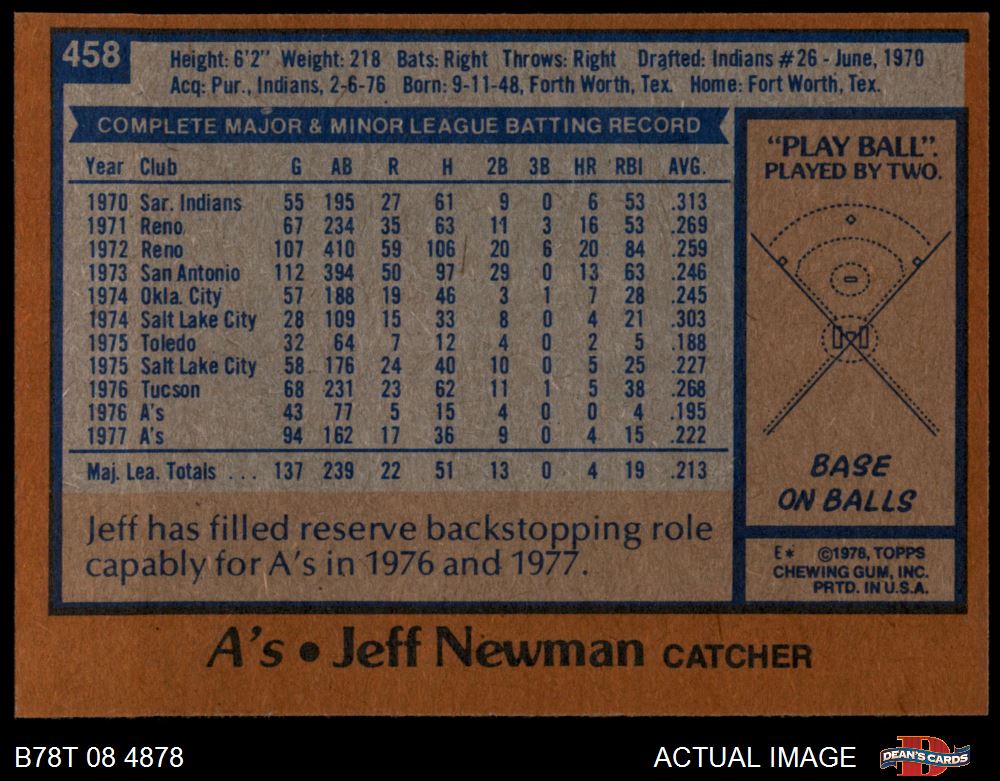 458
Height: 6'2" Weight: 218 Bats: Right Throws: Right Drafted: Indians #26 - June, 1970
Acq: Pur., Indians, 2-6-76 Born: 9-11-48, Forth Worth, Tex. Home: Fort Worth, Tex.
COMPLETE MAJOR & MINOR LEAGUE BATTING RECORD
Year Club G AB R H 2B 3B HR RBI AVG.
1970 Sar. Indians 55 195 27 61 9 0 6 53 .313
1971 Reno 67 234 35 63 11 3 16 53 .269
1972 Reno 107 410 59 106 20 6 20 84 .259
1973 San Antonio 112 394 50 97 29 0 13 63 .246
1974 Okla. City 57 188 19 46 3 1 7 28 .245
1974 Salt Lake City 28 109 15 33 8 0 4 21 .303
1975 Toledo 32 64 7 12 4 0 2 5 .188
1975 Salt Lake City 58 176 24 40 10 0 5 25 .227
1976 Tucson 68 231 23 62 11 1 5 38 .268
1976 A's 43 77 5 15 4 0 0 4 .195
1977 A's 94 162 17 36 9 0 4 15 .222
Maj. Lea. Totals . . . 137 239 22 51 13 0 4 19 .213
Jeff has filled reserve backstopping role
capably for A's in 1976 and 1977.
"PLAY BALL".
PLAYED BY TWO.
BASE
ON BALLS
E* ©1978, TOPPS
CHEWING GUM, INC.
PRTD. IN U.S.A.
A's • Jeff Newman CATCHER
B78T 08 4878
ACTUAL IMAGE
DEAN'S CARDS